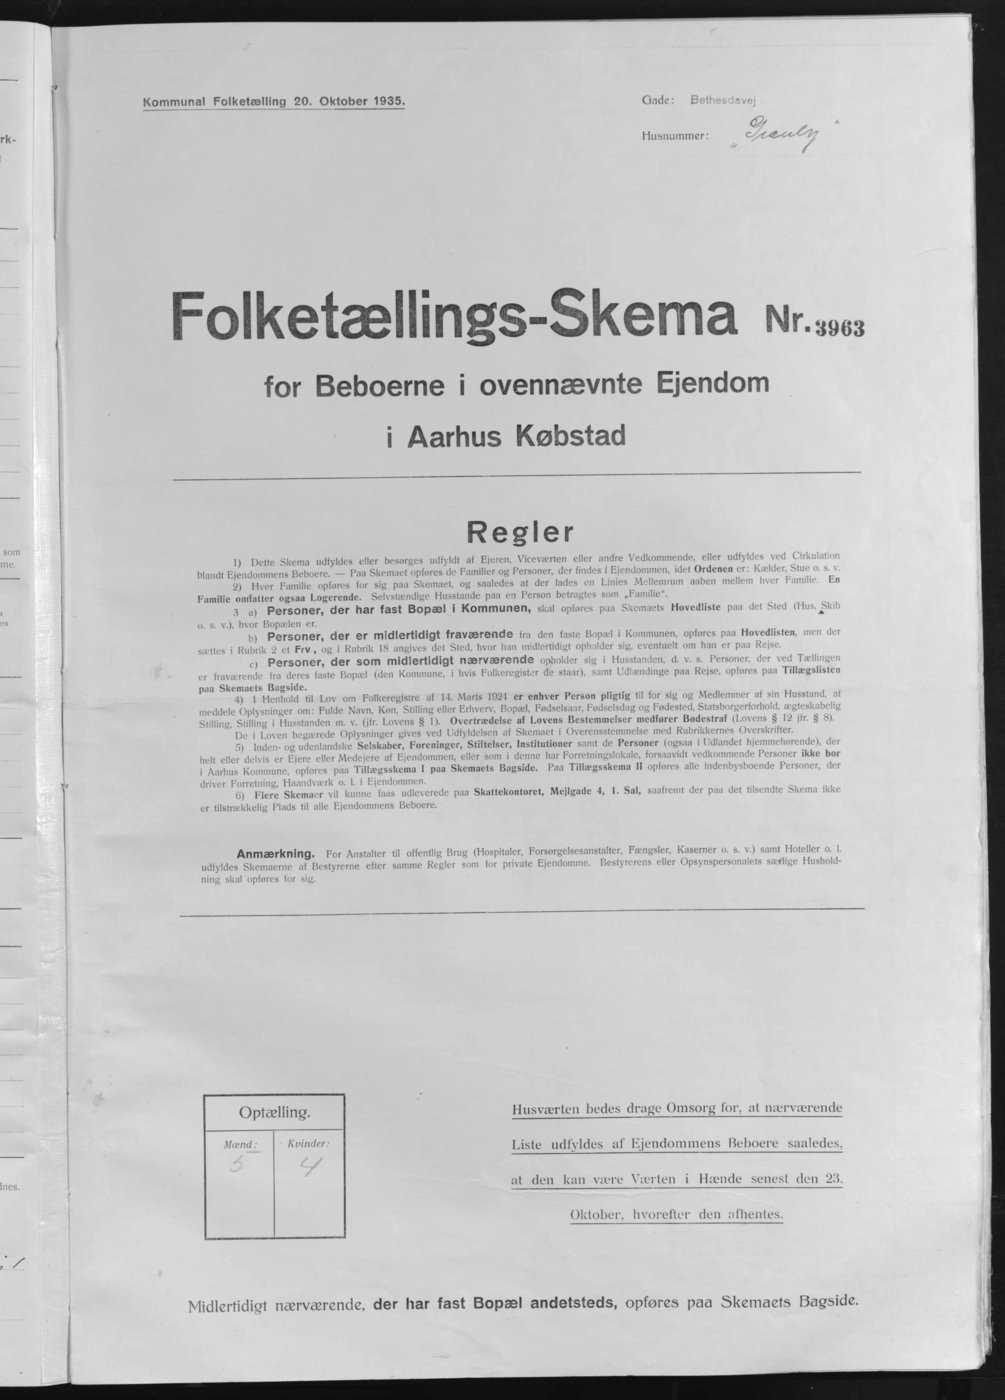 Kommunal Folketælling 20. Oktober 1935.
Gade: Bethesdavej
Husnummer: „Granly“
Folketællings-Skema Nr. 3963
for Beboerne i ovennævnte Ejendom
i Aarhus Købstad
Regler
1) Dette Skema udfyldes eller besørges udfyldt af Ejeren, Viceværten eller andre Vedkommende, eller udfyldes ved Cirkulation
blandt Ejendommens Beboere. — Paa Skemaet opføres de Familier og Personer, der findes i Ejendommen, idet Ordenen er: Kælder, Stue o. s. v.
2) Hver Familie opføres for sig paa Skemaet, og saaledes at der lades en Linies Mellemrum aaben mellem hver Familie. En
Familie omfatter ogsaa Logerende. Selvstændige Husstande paa en Person betragtes som „Familie“.
3 a) Personer, der har fast Bopæl i Kommunen, skal opføres paa Skemaets Hovedliste paa det Sted (Hus, Skib
o. s. v.), hvor Bopælen er.
b) Personer, der er midlertidigt fraværende fra den faste Bopæl i Kommunen, opføres paa Hovedlisten, men der
sættes i Rubrik 2 et Frv., og i Rubrik 18 angives det Sted, hvor han midlertidigt opholder sig, eventuelt om han er paa Rejse.
c) Personer, der som midlertidigt nærværende opholder sig i Husstanden, d. v. s. Personer, der ved Tællingen
er fraværende fra deres faste Bopæl (den Kommune, i hvis Folkeregister de staar), samt Udlændinge paa Rejse, opføres paa Tillægslisten
paa Skemaets Bagside.
4) I Henhold til Lov om Folkeregistre af 14. Marts 1924 er enhver Person pligtig til for sig og Medlemmer af sin Husstand, at
meddele Oplysninger om: Fulde Navn, Køn, Stilling eller Erhverv, Bopæl, Fødselsaar, Fødselsdag og Fødested, Statsborgerforhold, ægteskabelig
Stilling, Stilling i Husstanden m. v. (jfr. Lovens § 1). Overtrædelse af Lovens Bestemmelser medfører Bødestraf (Lovens § 12 jfr. § 8).
De i Loven begærede Oplysninger gives ved Udfyldelsen af Skemaet i Overensstemmelse med Rubrikkernes Overskrifter.
5) Inden- og udenlandske Selskaber, Foreninger, Stiftelser, Institutioner samt de Personer (ogsaa i Udlandet hjemmehørende), der
helt eller delvis er Ejere eller Medejere af Ejendommen, eller som i denne har Forretningslokale, forsaavidt vedkommende Personer ikke bor
i Aarhus Kommune, opføres paa Tillægsskema I paa Skemaets Bagside. Paa Tillægsskema II opføres alle indenbysboende Personer, der
driver Forretning, Haandværk o. l. i Ejendommen.
6) Flere Skemaer vil kunne faas udleverede paa Skattekontoret, Mejlgade 4, 1. Sal, saafremt der paa det tilsendte Skema ikke
er tilstrækkelig Plads til alle Ejendommens Beboere.
Anmærkning. For Anstalter til offentlig Brug (Hospitaler, Forsørgelsesanstalter, Fængsler, Kaserner o. s. v.) samt Hoteller o. l.
udfyldes Skemaerne af Bestyrerne efter samme Regler som for private Ejendomme. Bestyrerens eller Opsynspersonalets særlige Hushold-
ning skal opføres for sig.
Optælling.
Mænd: Kvinder:
5 4
Husværten bedes drage Omsorg for, at nærværende
Liste udfyldes af Ejendommens Beboere saaledes,
at den kan være Værten i Hænde senest den 23.
Oktober, hvorefter den afhentes.
Midlertidigt nærværende, der har fast Bopæl andetsteds, opføres paa Skemaets Bagside.